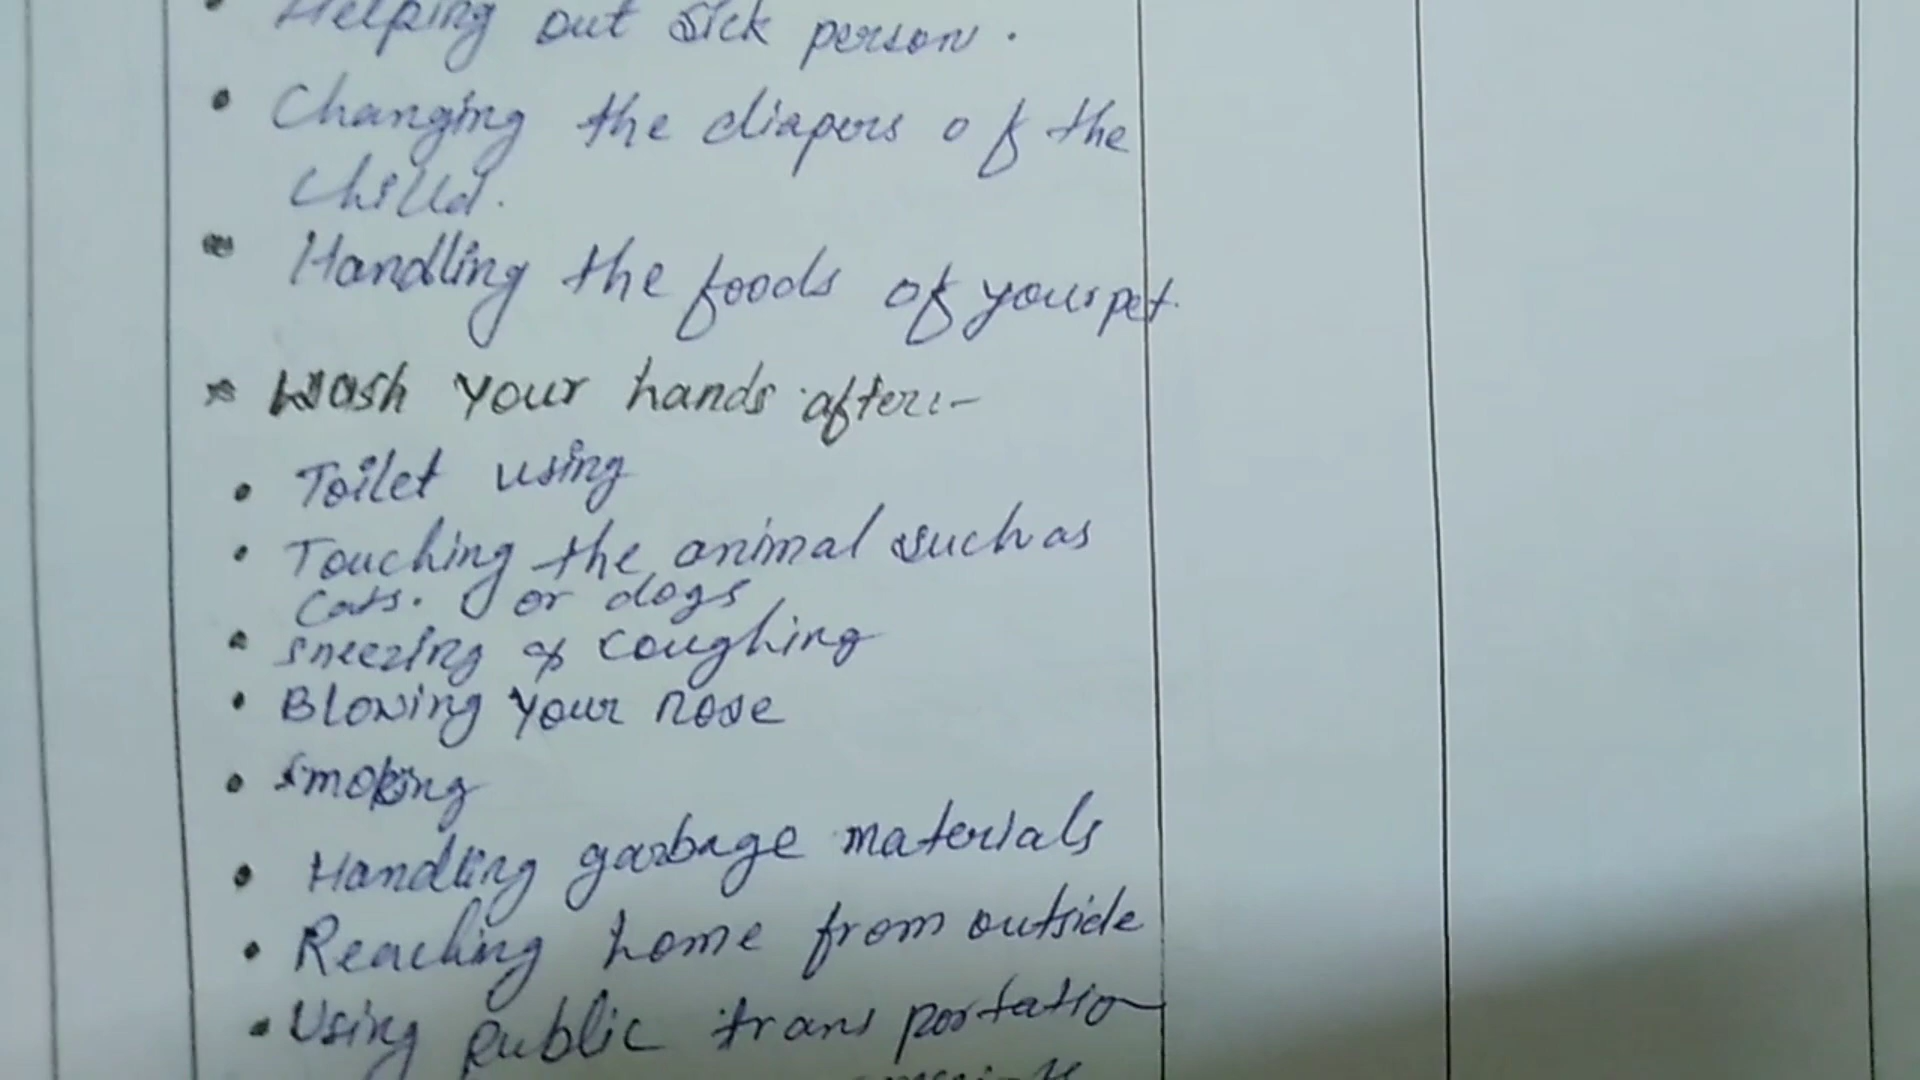 Helping out sick person.
• Changing the diapers of the
child.
• Handling the foods of your pet.
* Wash your hands after:-
• Toilet using
• Touching the animal such as
Cats. or dogs
• Sneezing & Coughing
• Blowing your nose
• Smoking
• Handling garbage materials
• Reaching home from outside
• Using public transportation